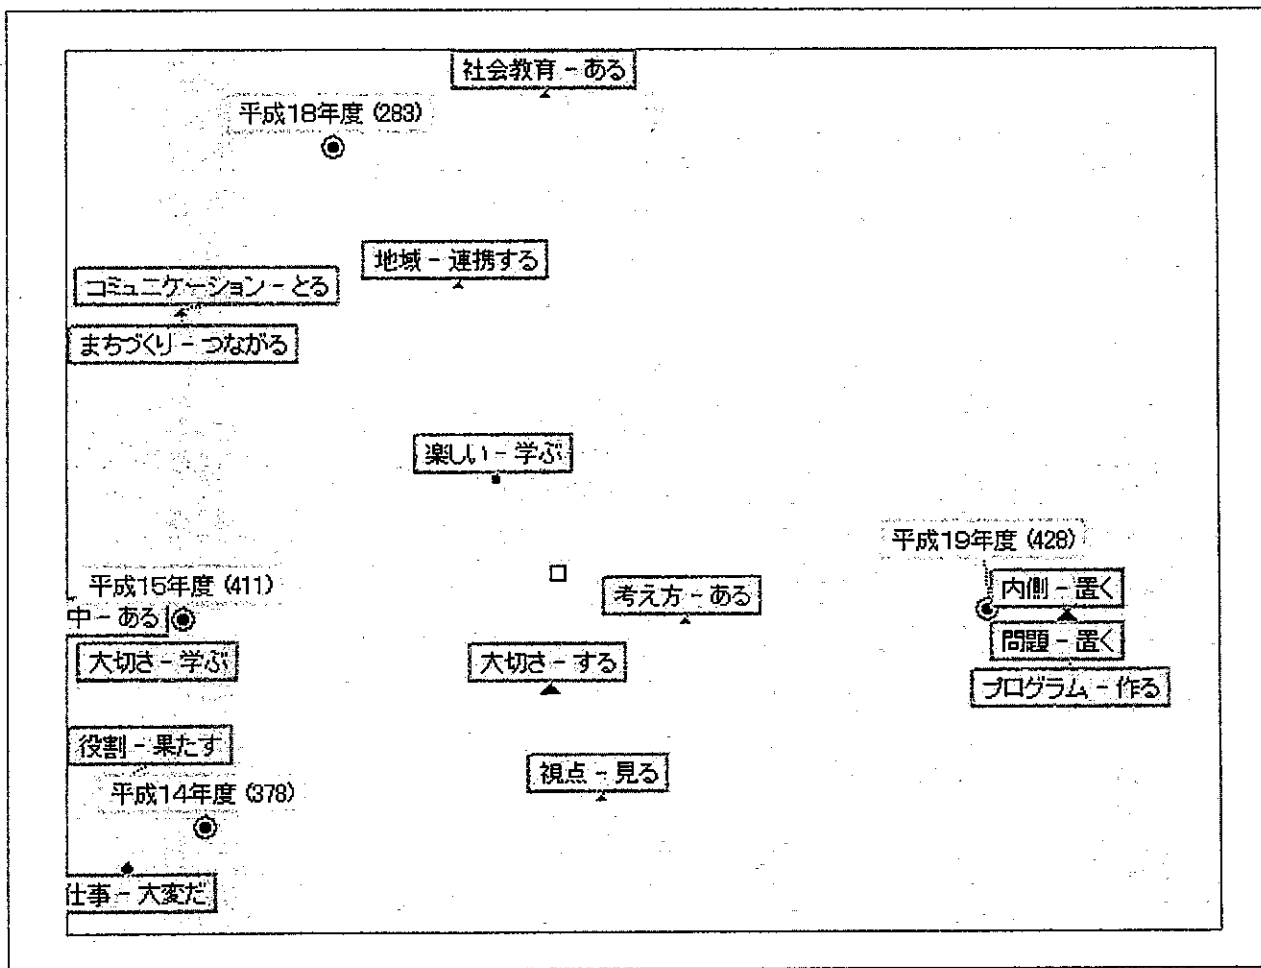 社会教育 - ある
平成18年度 (283)
地域 - 連携する
コミュニケーション - とる
まちづくり - つながる
楽しい - 学ぶ
平成19年度 (428)
平成15年度 (411)
内側 - 置く
考え方 - ある
中 - ある
問題 - 置く
大切さ - 学ぶ
大切さ - する
プログラム - 作る
役割 - 果たす
視点 - 見る
平成14年度 (378)
仕事 - 大変だ